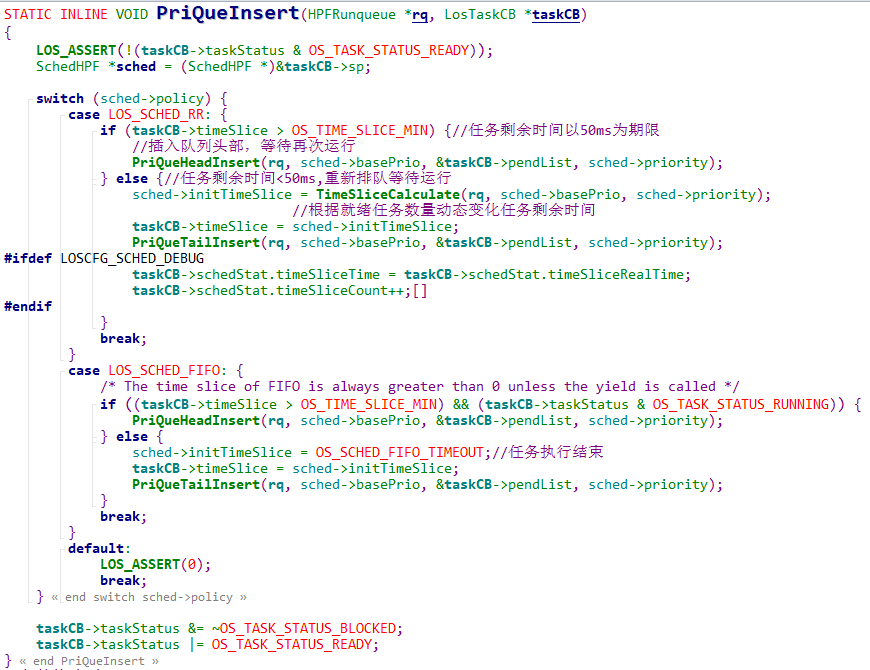 STATIC INLINE VOID PriQueInsert(HPFRunqueue *rq, LosTaskCB *taskCB)
{
    LOS_ASSERT(!(taskCB->taskStatus & OS_TASK_STATUS_READY));
    SchedHPF *sched = (SchedHPF *)&taskCB->sp;

    switch (sched->policy) {
        case LOS_SCHED_RR: {
            if (taskCB->timeSlice > OS_TIME_SLICE_MIN) {//任务剩余时间以50ms为期限
                //插入队列头部，等待再次运行
                PriQueHeadInsert(rq, sched->basePrio, &taskCB->pendList, sched->priority);
            } else {//任务剩余时间<50ms,重新排队等待运行
                sched->initTimeSlice = TimeSliceCalculate(rq, sched->basePrio, sched->priority);
                                    //根据就绪任务数量动态变化任务剩余时间
                taskCB->timeSlice = sched->initTimeSlice;
                PriQueTailInsert(rq, sched->basePrio, &taskCB->pendList, sched->priority);
#ifdef LOSCFG_SCHED_DEBUG
                taskCB->schedStat.timeSliceTime = taskCB->schedStat.timeSliceRealTime;
                taskCB->schedStat.timeSliceCount++;[]
#endif
            }
            break;
        }
        case LOS_SCHED_FIFO: {
            /* The time slice of FIFO is always greater than 0 unless the yield is called */
            if ((taskCB->timeSlice > OS_TIME_SLICE_MIN) && (taskCB->taskStatus & OS_TASK_STATUS_RUNNING)) {
                PriQueHeadInsert(rq, sched->basePrio, &taskCB->pendList, sched->priority);
            } else {
                sched->initTimeSlice = OS_SCHED_FIFO_TIMEOUT;//任务执行结束
                taskCB->timeSlice = sched->initTimeSlice;
                PriQueTailInsert(rq, sched->basePrio, &taskCB->pendList, sched->priority);
            }
            break;
        }
        default:
            LOS_ASSERT(0);
            break;
    } « end switch sched->policy »

    taskCB->taskStatus &= ~OS_TASK_STATUS_BLOCKED;
    taskCB->taskStatus |= OS_TASK_STATUS_READY;
} « end PriQueInsert »